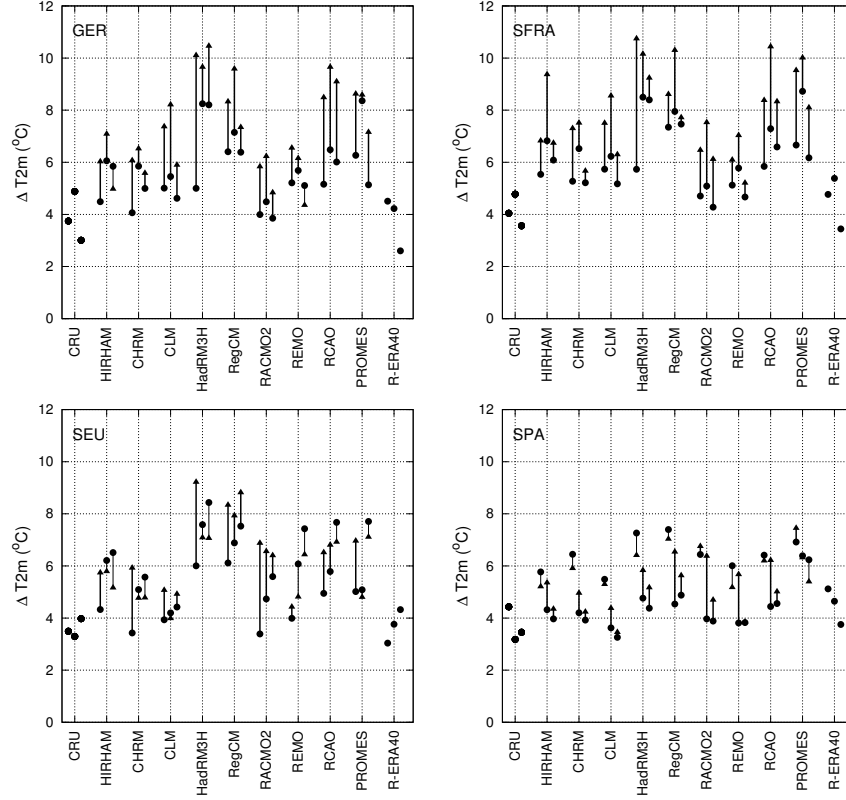 GER
12
10
8
6
4
2
0
Δ T2m (°C)
CRU
HIRHAM
CHRM
CLM
HadRM3H
RegCM
RACMO2
REMO
RCAO
PROMES
R-ERA40
SFRA
12
10
8
6
4
2
0
Δ T2m (°C)
CRU
HIRHAM
CHRM
CLM
HadRM3H
RegCM
RACMO2
REMO
RCAO
PROMES
R-ERA40
SEU
12
10
8
6
4
2
0
Δ T2m (°C)
CRU
HIRHAM
CHRM
CLM
HadRM3H
RegCM
RACMO2
REMO
RCAO
PROMES
R-ERA40
SPA
12
10
8
6
4
2
0
Δ T2m (°C)
CRU
HIRHAM
CHRM
CLM
HadRM3H
RegCM
RACMO2
REMO
RCAO
PROMES
R-ERA40